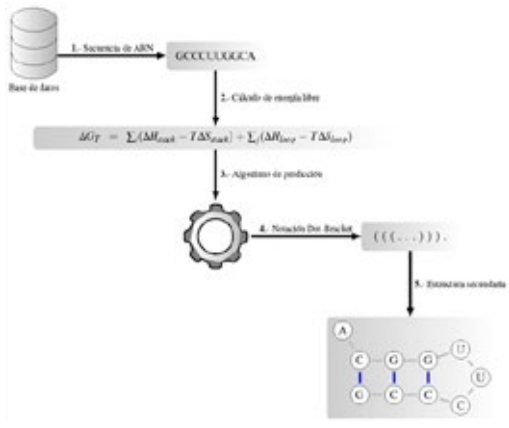 1.- Secuencia de ARN
GCCCUUGGCA
Base de datos
2.- Cálculo de energía libre
ΔG_T = Σ_i(ΔH_stack − TΔS_stack) + Σ_j(ΔH_loop − TΔS_loop)
3.- Algoritmo de predicción
4.- Notación Dot-Bracket
(((...))).
5.- Estructura secundaria
A
C G G U
U
G C C C